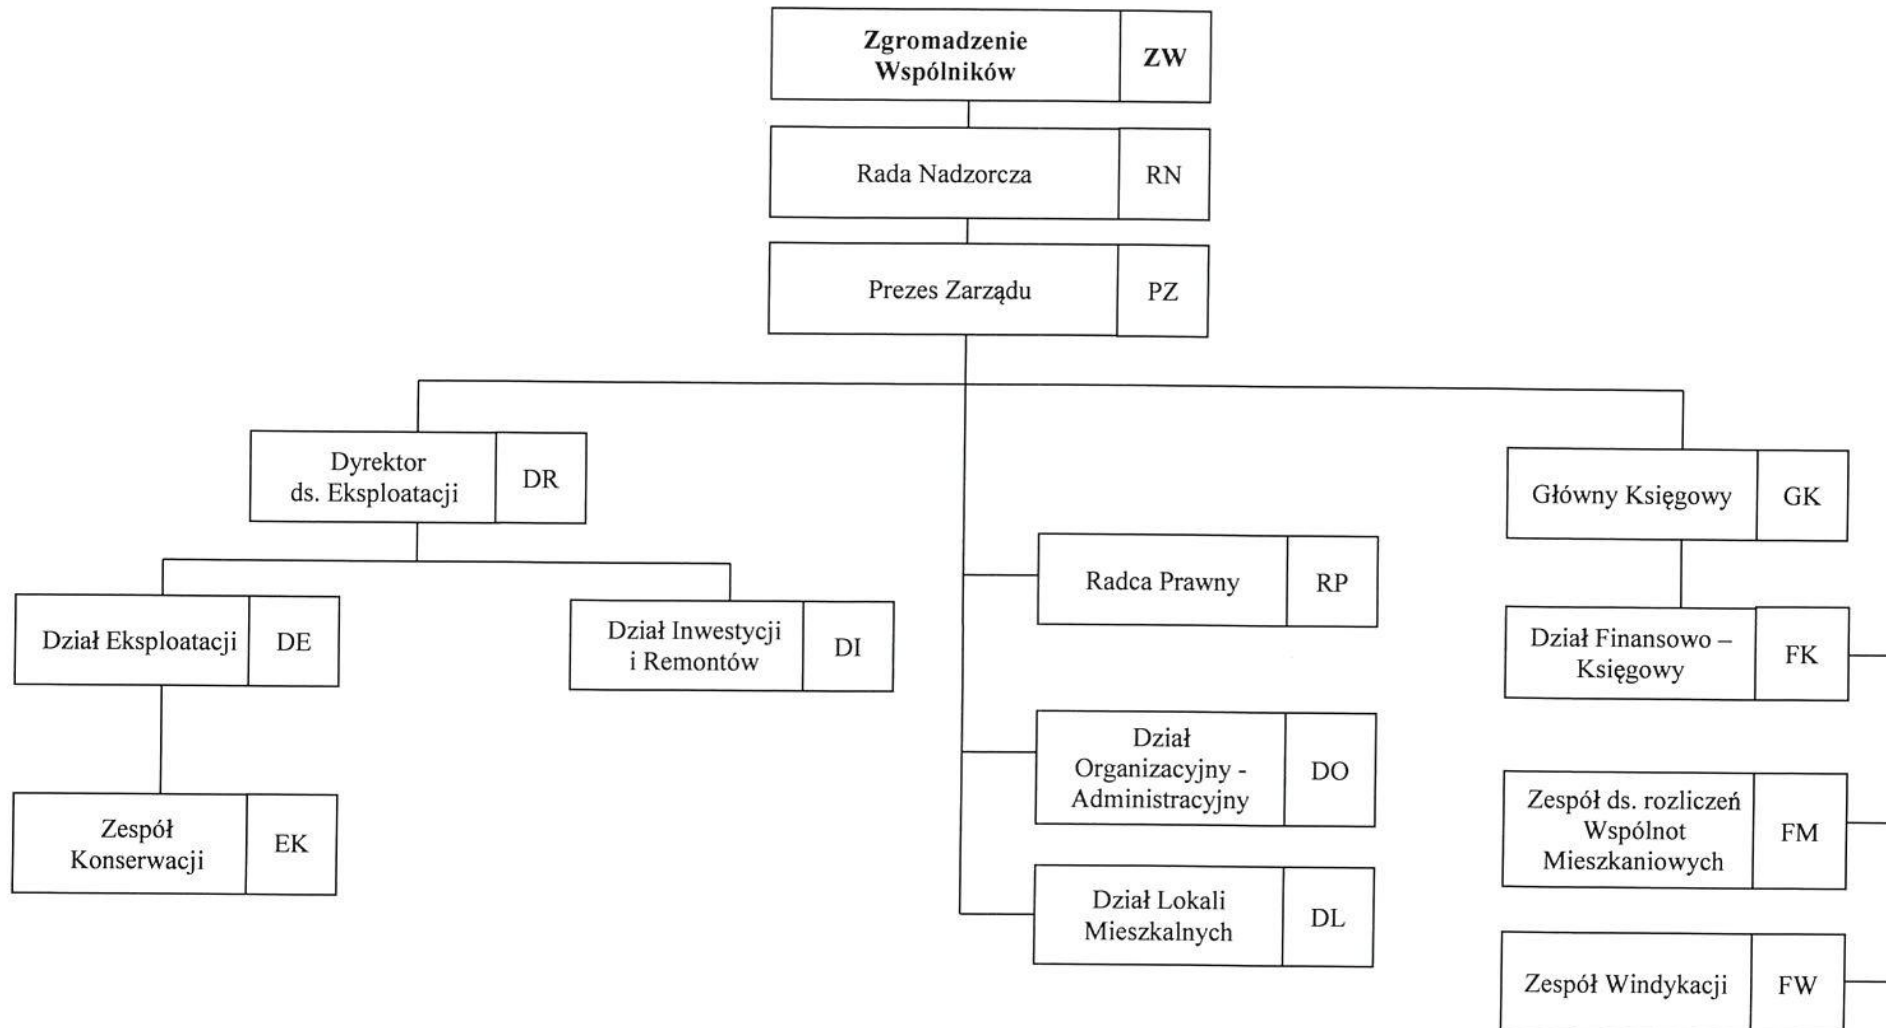 Zgromadzenie
Wspólników
ZW
Rada Nadzorcza
RN
Prezes Zarządu
PZ
Dyrektor
ds. Eksploatacji
DR
Główny Księgowy
GK
Radca Prawny
RP
Dział Eksploatacji
DE
Dział Inwestycji
i Remontów
DI
Dział Finansowo –
Księgowy
FK
Dział
Organizacyjny -
Administracyjny
DO
Zespół
Konserwacji
EK
Zespół ds. rozliczeń
Wspólnot
Mieszkaniowych
FM
Dział Lokali
Mieszkalnych
DL
Zespół Windykacji
FW